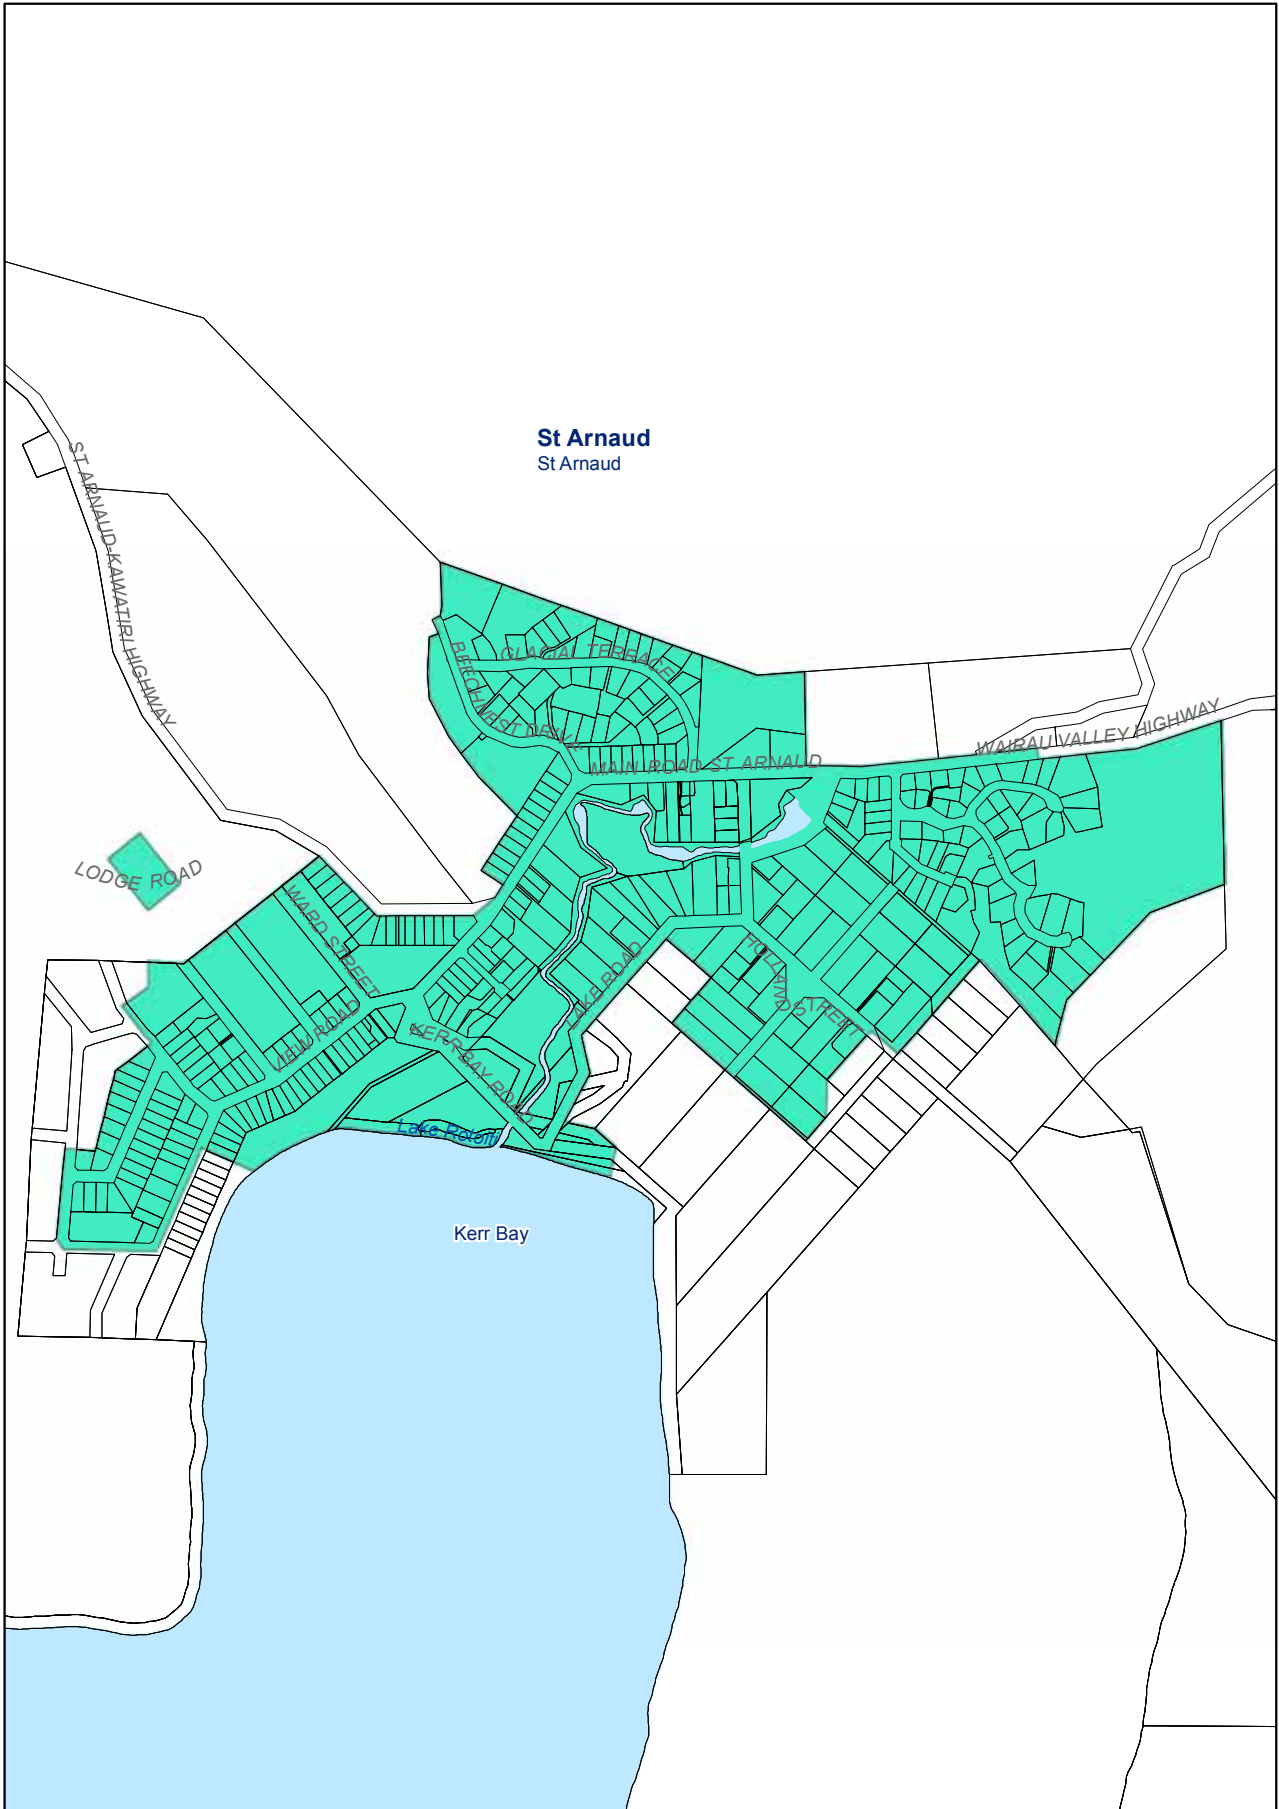 St Arnaud
St Arnaud
ST ARNAUD-KAWATIRI HIGHWAY
GLACIAL TERRACE
BEECHNEST DRIVE
WAIRAU VALLEY HIGHWAY
MAIN ROAD ST ARNAUD
LODGE ROAD
WARD STREET
LAKE ROAD
HOLLAND STREET
VIEW ROAD
KERR BAY ROAD
Lake Rotoiti
Kerr Bay